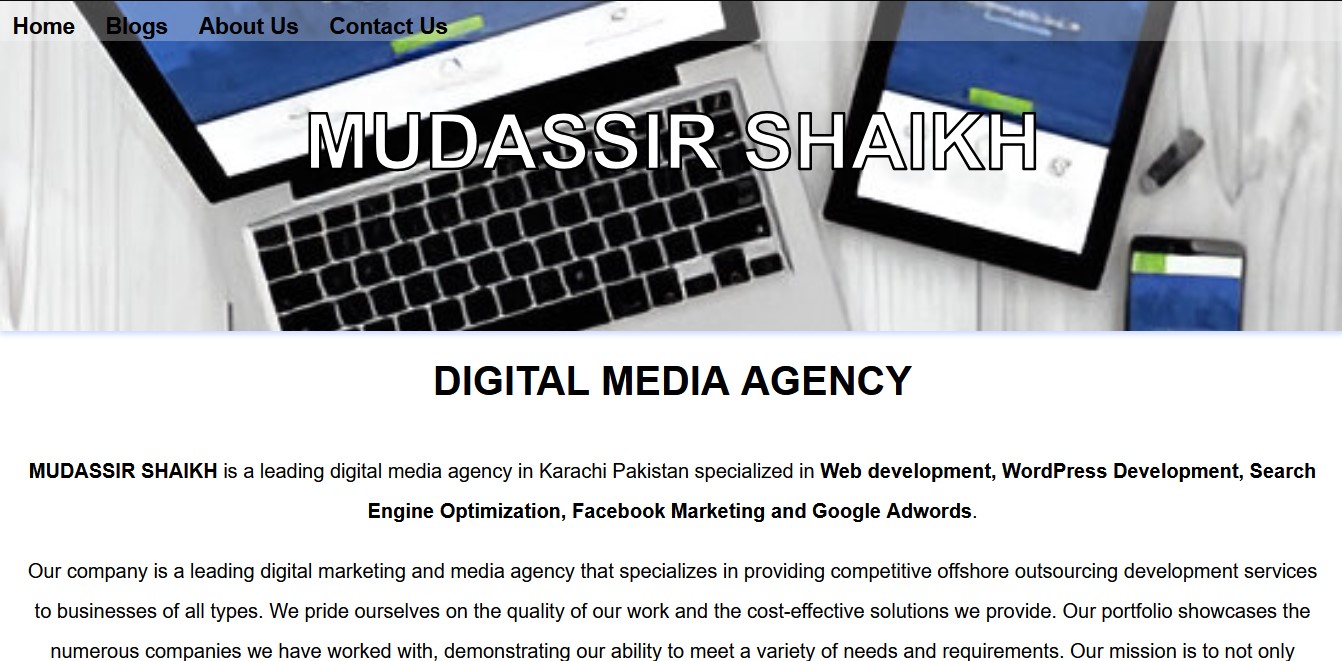 Home Blogs About Us Contact Us
MUDASSIR SHAIKH
DIGITAL MEDIA AGENCY
MUDASSIR SHAIKH is a leading digital media agency in Karachi Pakistan specialized in Web development, WordPress Development, Search
Engine Optimization, Facebook Marketing and Google Adwords.
Our company is a leading digital marketing and media agency that specializes in providing competitive offshore outsourcing development services
to businesses of all types. We pride ourselves on the quality of our work and the cost-effective solutions we provide. Our portfolio showcases the
numerous companies we have worked with, demonstrating our ability to meet a variety of needs and requirements. Our mission is to not only